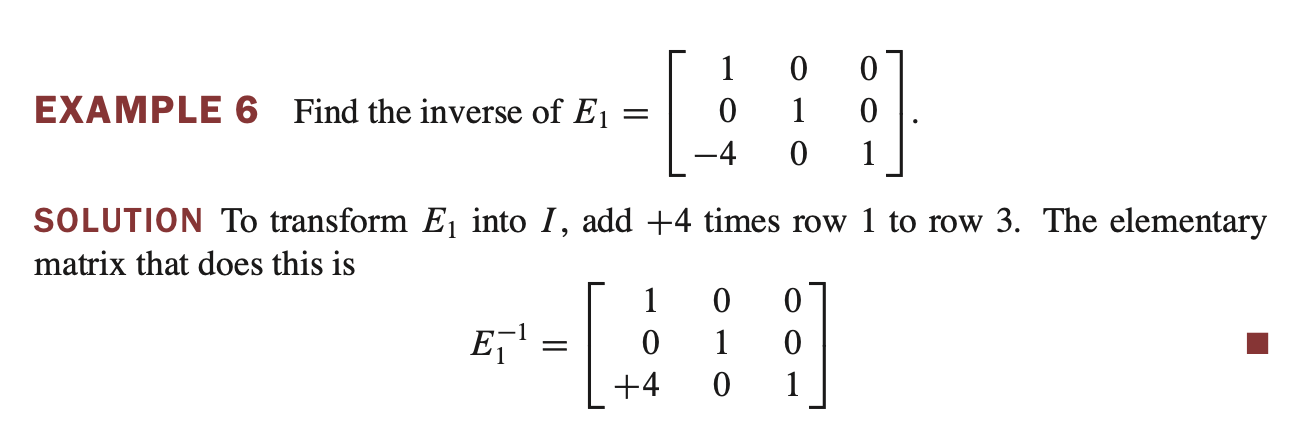 EXAMPLE 6 Find the inverse of E₁ = [ 1 0 0
0 1 0
−4 0 1 ].
SOLUTION To transform E₁ into I, add +4 times row 1 to row 3. The elementary
matrix that does this is
E₁⁻¹ = [ 1 0 0
0 1 0
+4 0 1 ]